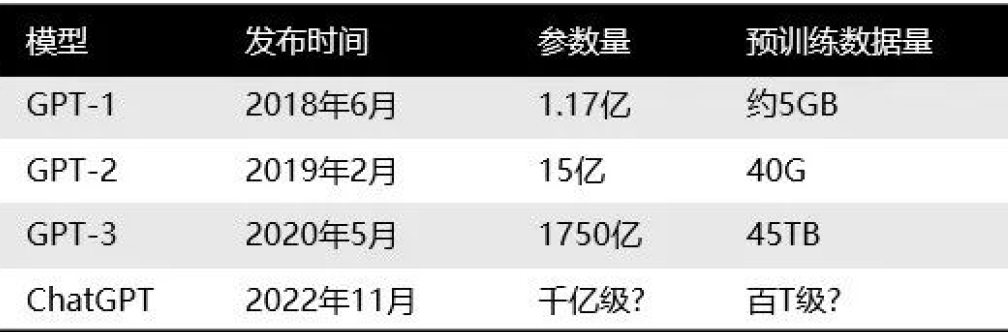 模型 发布时间 参数量 预训练数据量
GPT-1 2018年6月 1.17亿 约5GB
GPT-2 2019年2月 15亿 40G
GPT-3 2020年5月 1750亿 45TB
ChatGPT 2022年11月 千亿级? 百T级?